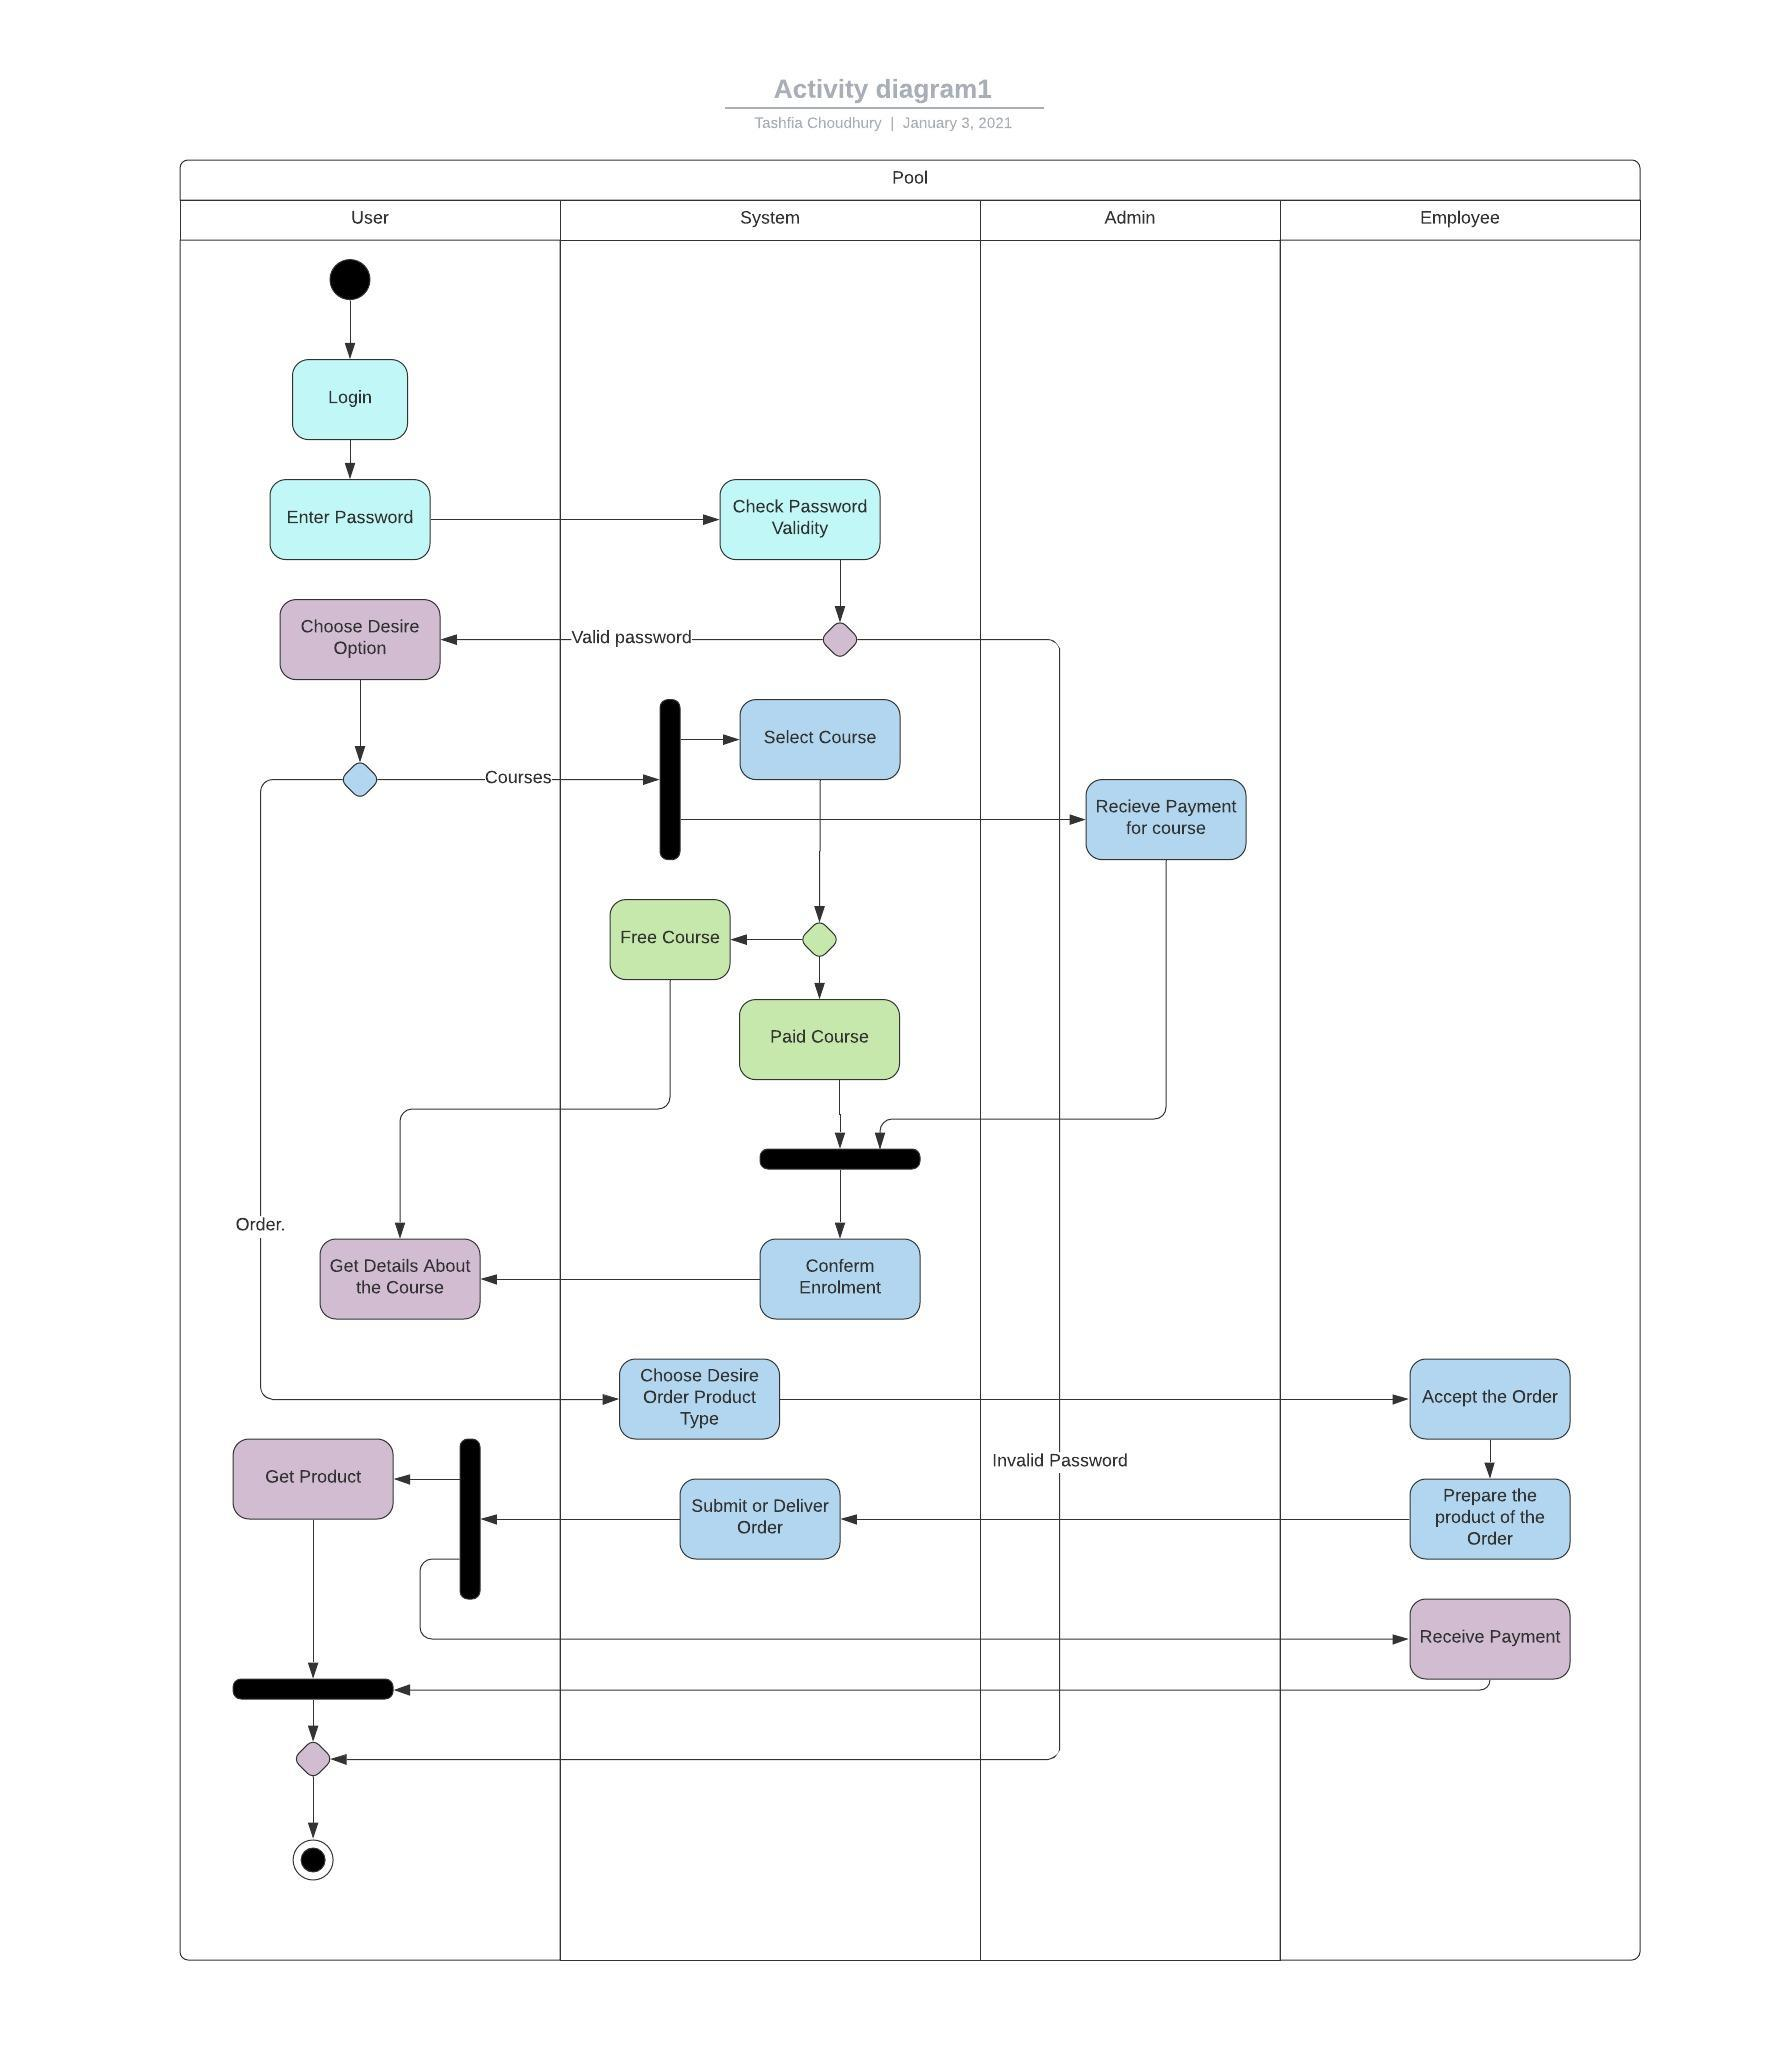 Activity diagram1
Tashfia Choudhury | January 3, 2021
Pool
User
System
Admin
Employee
Login
Enter Password
Check Password
Validity
Choose Desire
Option
Valid password
Select Course
Courses
Recieve Payment
for course
Free Course
Paid Course
Order.
Get Details About
the Course
Conferm
Enrolment
Choose Desire
Order Product
Type
Accept the Order
Invalid Password
Get Product
Submit or Deliver
Order
Prepare the
product of the
Order
Receive Payment